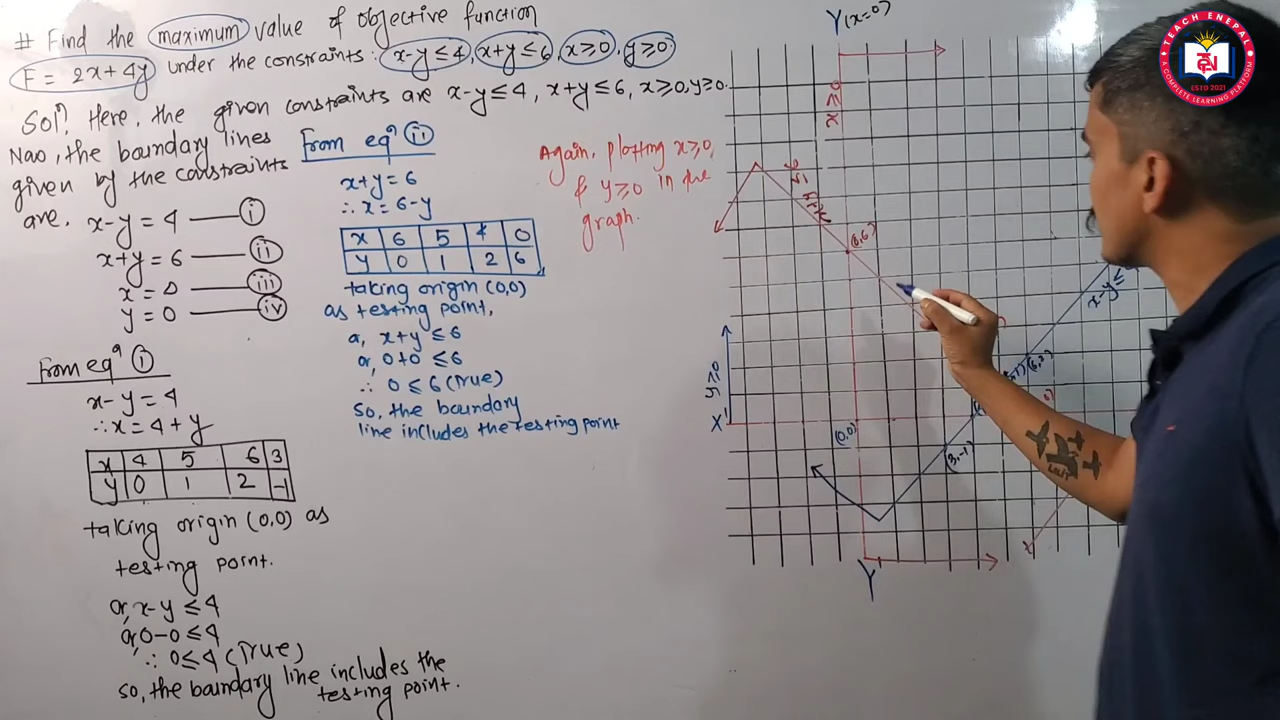 # Find the maximum value of objective function
F = 2x+4y under the constraints: x-y≤4, x+y≤6, x≥0, y≥0.
Solⁿ, Here, the given constraints are x-y≤4, x+y≤6, x≥0, y≥0.
Nao, the boundary lines
given by the constraints
are.
x-y=4 —— (i)
x+y=6 —— (ii)
x=0 —— (iii)
y=0 —— (iv)
From eqⁿ (i)
x-y=4
∴x=4+y
x 4 5 6 3
y 0 1 2 -1
taking origin (0,0) as
testing point.
or, x-y ≤4
or, 0-0 ≤4
∴ 0≤4 (True)
so, the boundary line includes the
testing point.
From eqⁿ (ii)
x+y=6
∴ x=6-y
x 6 5 4 0
y 0 1 2 6
taking origin (0,0)
as testing point,
or, x+y ≤6
or, 0+0 ≤6
∴ 0≤6 (True)
So, the boundary
line includes the testing point
Again, plotting x≥0,
& y≥0 in the
graph.
Y(x=0)
x≥0
x+y≤6
(0,6)
x-y≤
y≥0
X'
(0,0)
(6,2)
(3,-1)
Y
TEACH ENEPAL
A COMPLETE LEARNING PLATFORM
ESTD 2021